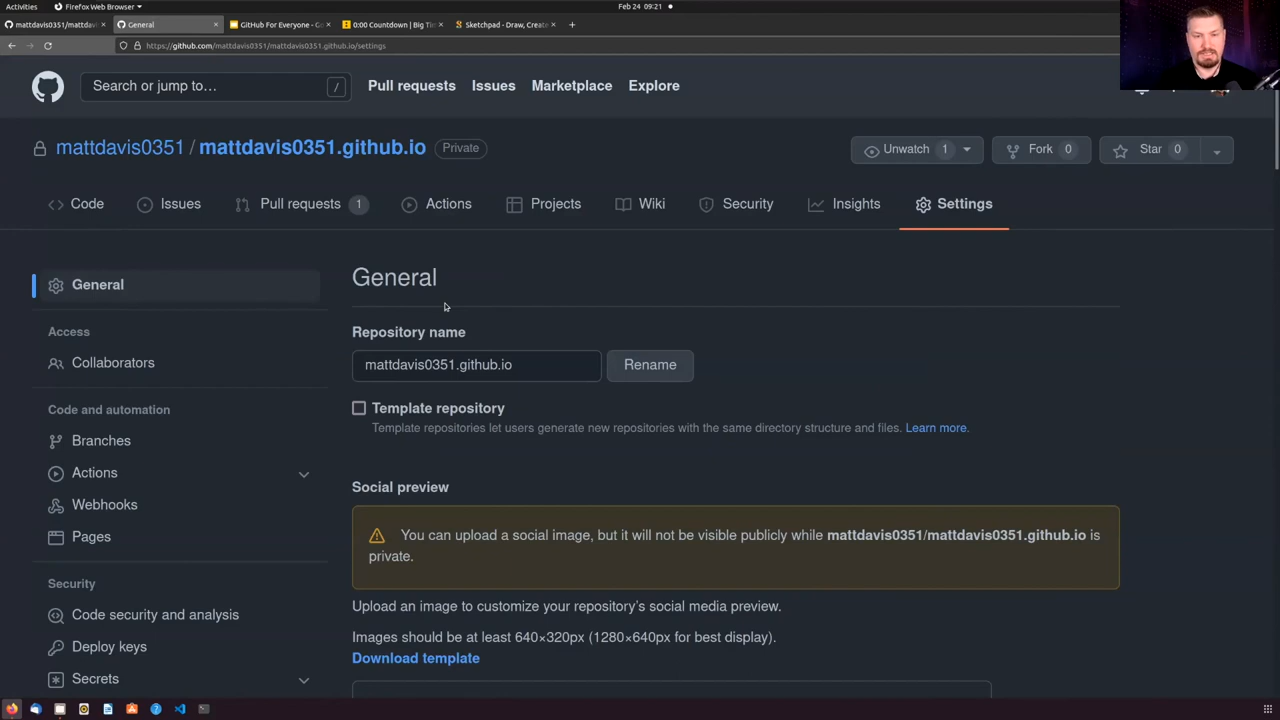 Activities
Firefox Web Browser
Feb 24 09:21
mattdavis0351/mattdavi
General
GitHub For Everyone - Go
0:00 Countdown | Big Tim
Sketchpad - Draw, Create
https://github.com/mattdavis0351/mattdavis0351.github.io/settings
Search or jump to…
/
Pull requests
Issues
Marketplace
Explore
mattdavis0351 / mattdavis0351.github.io
Private
Unwatch 1
Fork 0
Star 0
Code
Issues
Pull requests 1
Actions
Projects
Wiki
Security
Insights
Settings
General
Access
Collaborators
Code and automation
Branches
Actions
Webhooks
Pages
Security
Code security and analysis
Deploy keys
Secrets
General
Repository name
mattdavis0351.github.io
Rename
Template repository
Template repositories let users generate new repositories with the same directory structure and files. Learn more.
Social preview
You can upload a social image, but it will not be visible publicly while mattdavis0351/mattdavis0351.github.io is
private.
Upload an image to customize your repository's social media preview.
Images should be at least 640×320px (1280×640px for best display).
Download template